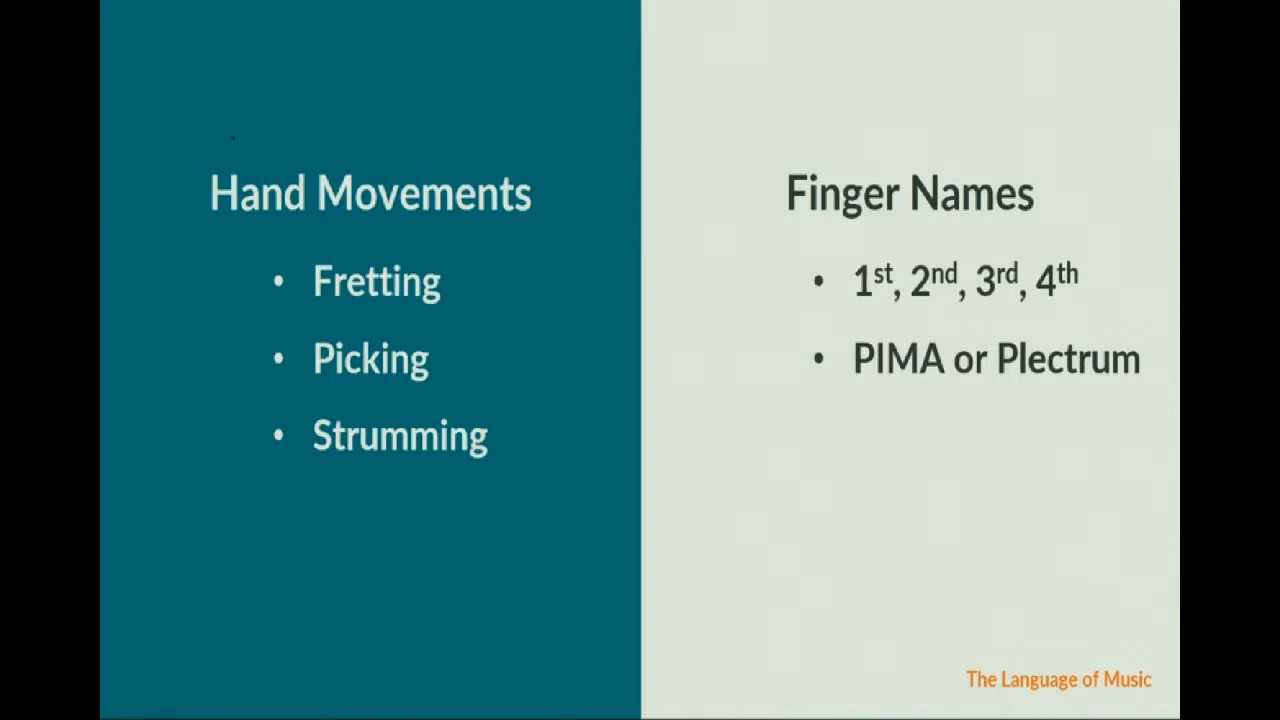 Hand Movements
• Fretting
• Picking
• Strumming
Finger Names
• 1st, 2nd, 3rd, 4th
• PIMA or Plectrum
The Language of Music